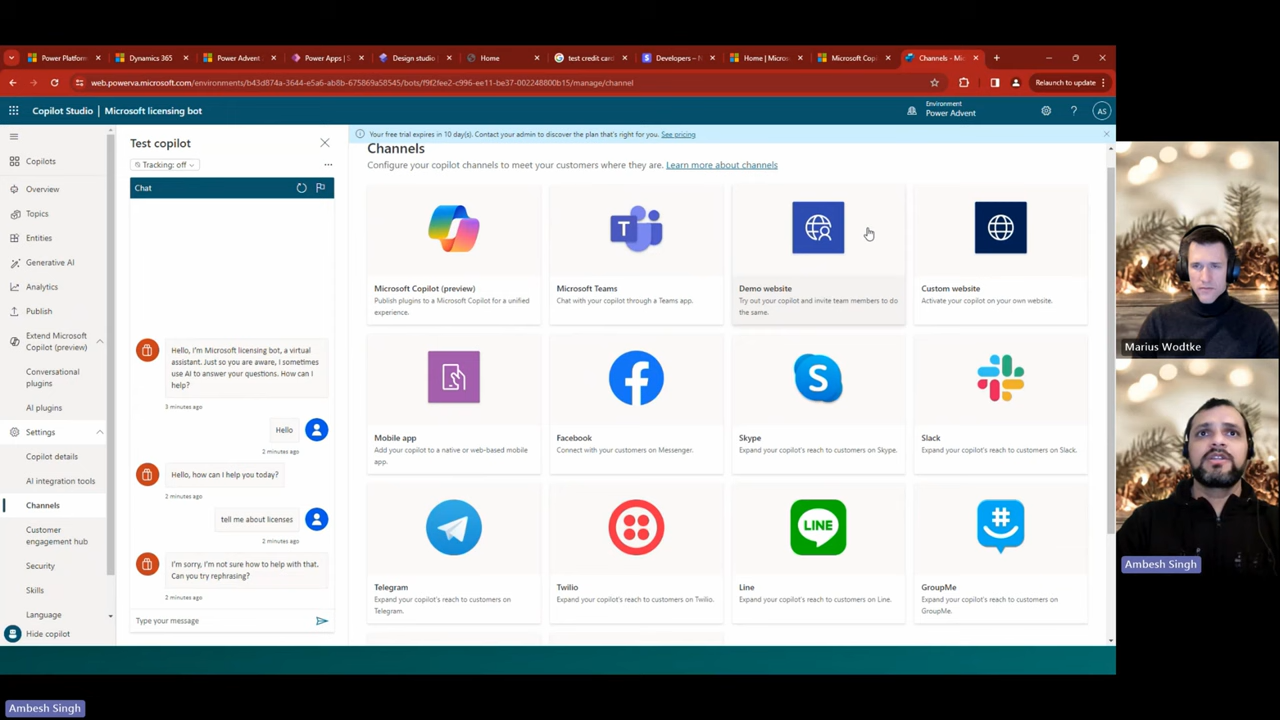 Power Platform
Dynamics 365
Power Advent
Power Apps | S
Design studio
Home
test credit card
Developers –
Home | Micros
Microsoft Cop
Channels - Mi
web.powerva.microsoft.com/environments/b43d874a-3644-e5a6-ab8b-675869a58545/bots/f9f2fee2-c996-ee11-be37-002248800b15/manage/channel
Relaunch to update
Copilot Studio | Microsoft licensing bot
Environment
Power Advent
?
AS
Copilots
Overview
Topics
Entities
Generative AI
Analytics
Publish
Extend Microsoft
Copilot (preview)
Conversational
plugins
AI plugins
Settings
Copilot details
AI integration tools
Channels
Customer
engagement hub
Security
Skills
Language
Hide copilot
Test copilot
Tracking: off
Chat
Hello, I'm Microsoft licensing bot, a virtual
assistant. Just so you are aware, I sometimes
use AI to answer your questions. How can I
help?
3 minutes ago
Hello
2 minutes ago
Hello, how can I help you today?
2 minutes ago
tell me about licenses
2 minutes ago
I'm sorry, I'm not sure how to help with that.
Can you try rephrasing?
2 minutes ago
Type your message
Your free trial expires in 10 day(s). Contact your admin to discover the plan that's right for you. See pricing
Channels
Configure your copilot channels to meet your customers where they are. Learn more about channels
Microsoft Copilot (preview)
Publish plugins to a Microsoft Copilot for a unified
experience.
T
Microsoft Teams
Chat with your copilot through a Teams app.
Demo website
Try out your copilot and invite team members to do
the same.
Custom website
Activate your copilot on your own website.
Mobile app
Add your copilot to a native or web-based mobile
app.
Facebook
Connect with your customers on Messenger.
S
Skype
Expand your copilot's reach to customers on Skype.
Slack
Expand your copilot's reach to customers on Slack.
Telegram
Expand your copilot's reach to customers on
Telegram.
Twilio
Expand your copilot's reach to customers on Twilio.
LINE
Line
Expand your copilot's reach to customers on Line.
#
GroupMe
Expand your copilot's reach to customers on
GroupMe.
Marius Wodtke
Ambesh Singh
Ambesh Singh